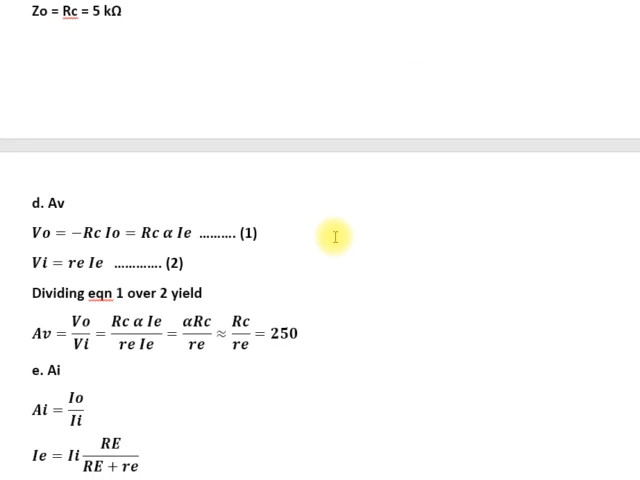 Zo = Rc = 5 kΩ
d. Av
Vo = −Rc Io = Rc α Ie .......... (1)
Vi = re Ie ............. (2)
Dividing eqn 1 over 2 yield
Av = Vo/Vi = Rc α Ie/re Ie = αRc/re ≈ Rc/re = 250
e. Ai
Ai = Io/Ii
Ie = Ii RE/RE + re